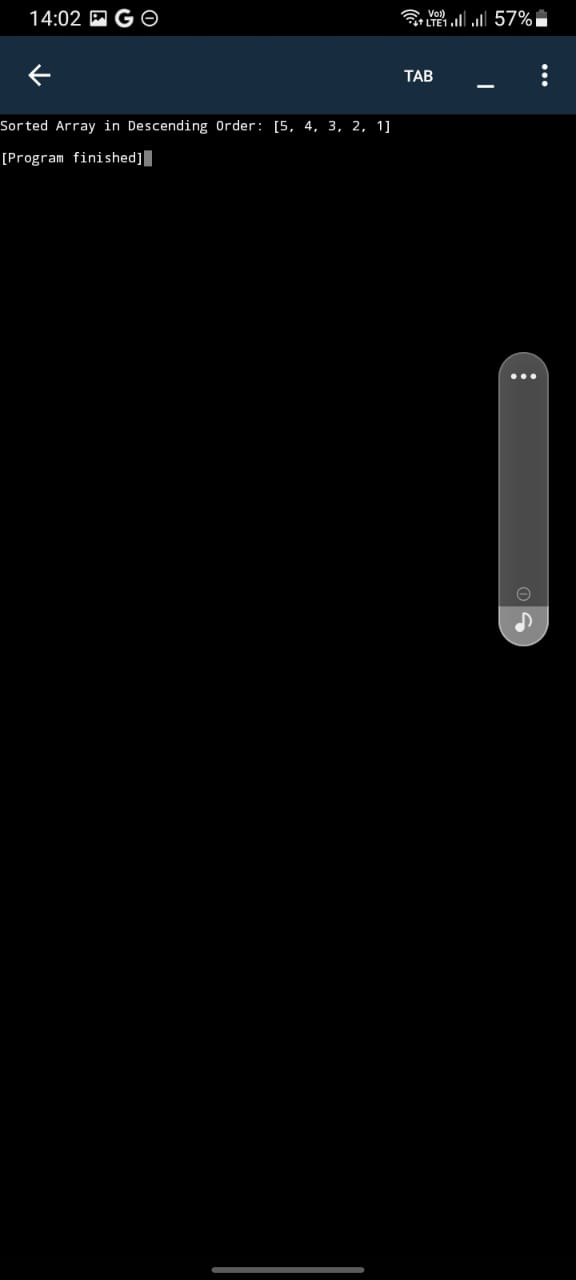 14:02 G Vo)) LTE1 57%
TAB
Sorted Array in Descending Order: [5, 4, 3, 2, 1]
[Program finished]